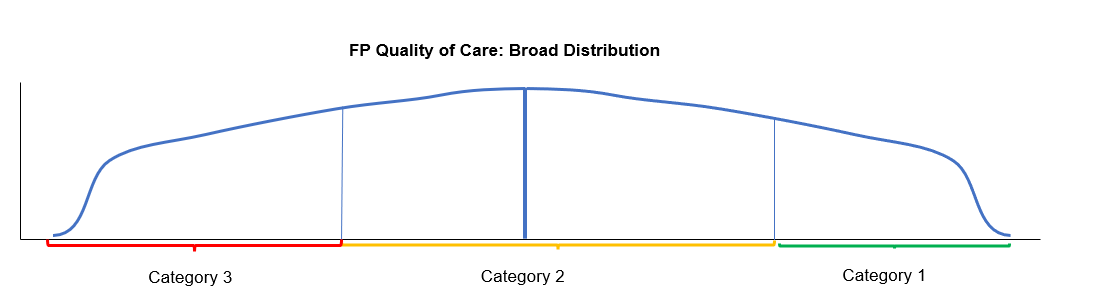 FP Quality of Care: Broad Distribution
Category 3
Category 2
Category 1